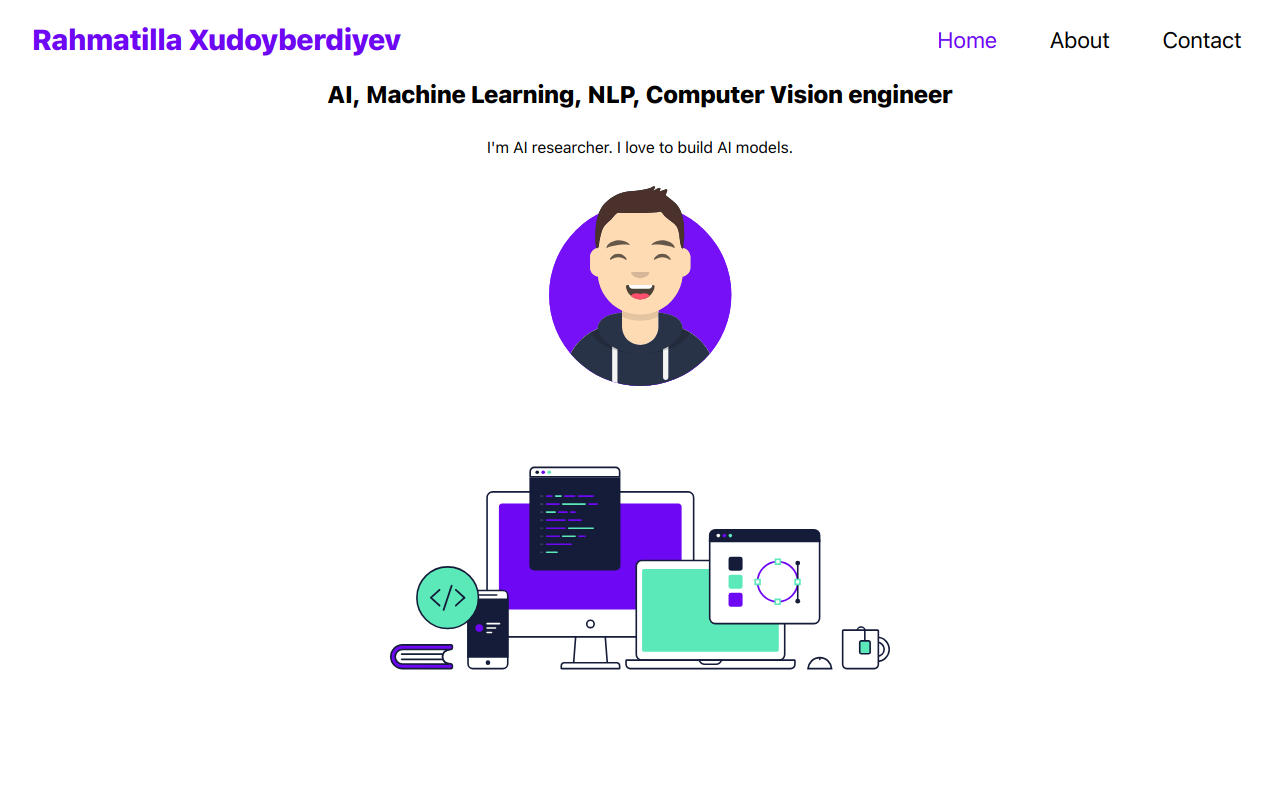 Rahmatilla Xudoyberdiyev
Home About Contact
AI, Machine Learning, NLP, Computer Vision engineer
I'm AI researcher. I love to build AI models.
</>